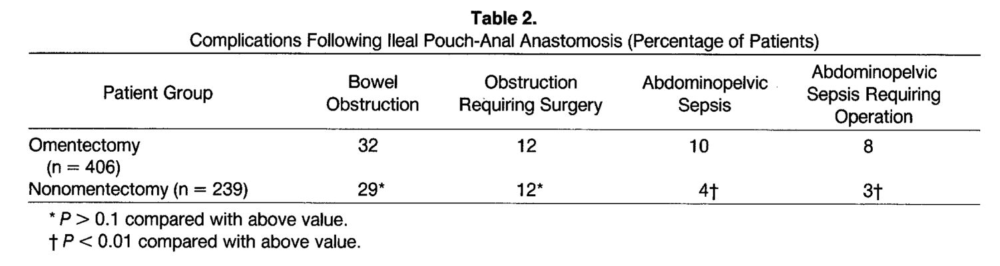 Table 2.
Complications Following Ileal Pouch-Anal Anastomosis (Percentage of Patients)
Patient Group Bowel Obstruction Obstruction Requiring Surgery Abdominopelvic Sepsis Abdominopelvic Sepsis Requiring Operation
Omentectomy 32 12 10 8
(n = 406)
Nonomentectomy (n = 239) 29* 12* 4† 3†
* P > 0.1 compared with above value.
† P < 0.01 compared with above value.